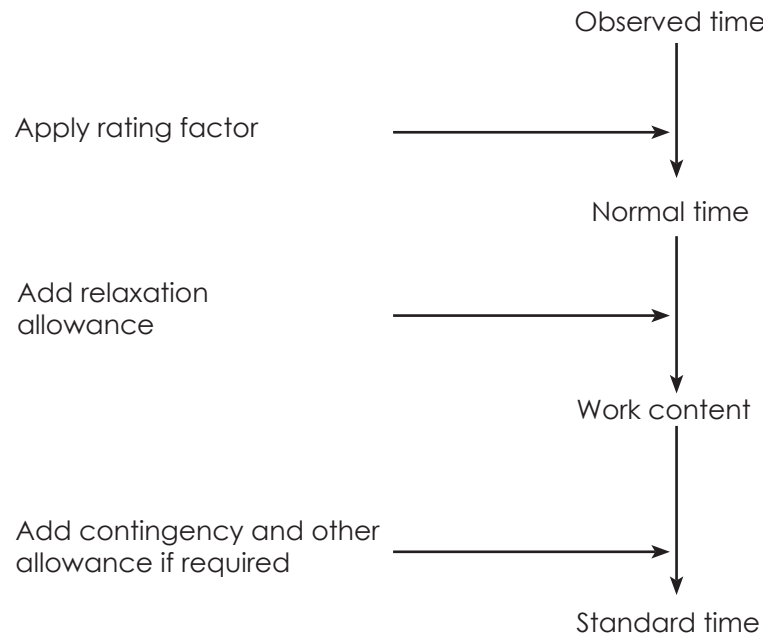 Observed time
Apply rating factor
Normal time
Add relaxation
allowance
Work content
Add contingency and other
allowance if required
Standard time